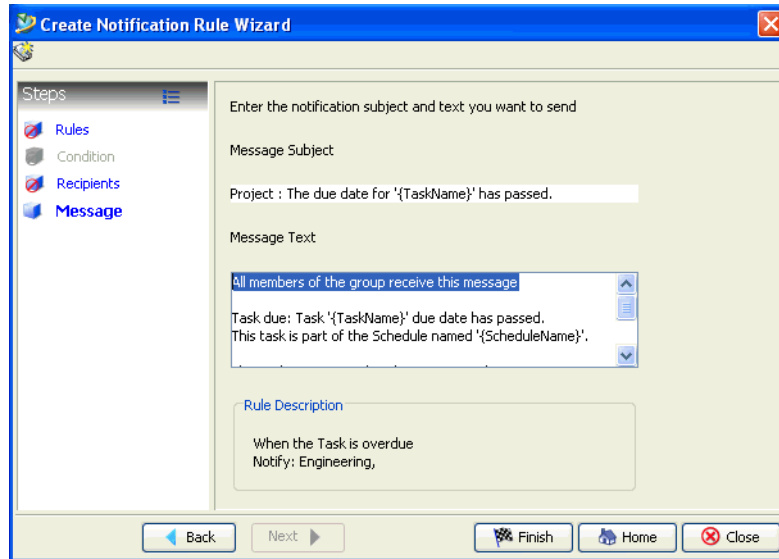 Create Notification Rule Wizard
Steps
Rules
Condition
Recipients
Message
Enter the notification subject and text you want to send
Message Subject
Project : The due date for '{TaskName}' has passed.
Message Text
All members of the group receive this message
Task due: Task '{TaskName}' due date has passed.
This task is part of the Schedule named '{ScheduleName}'.
Rule Description
When the Task is overdue
Notify: Engineering,
Back
Next
Finish
Home
Close